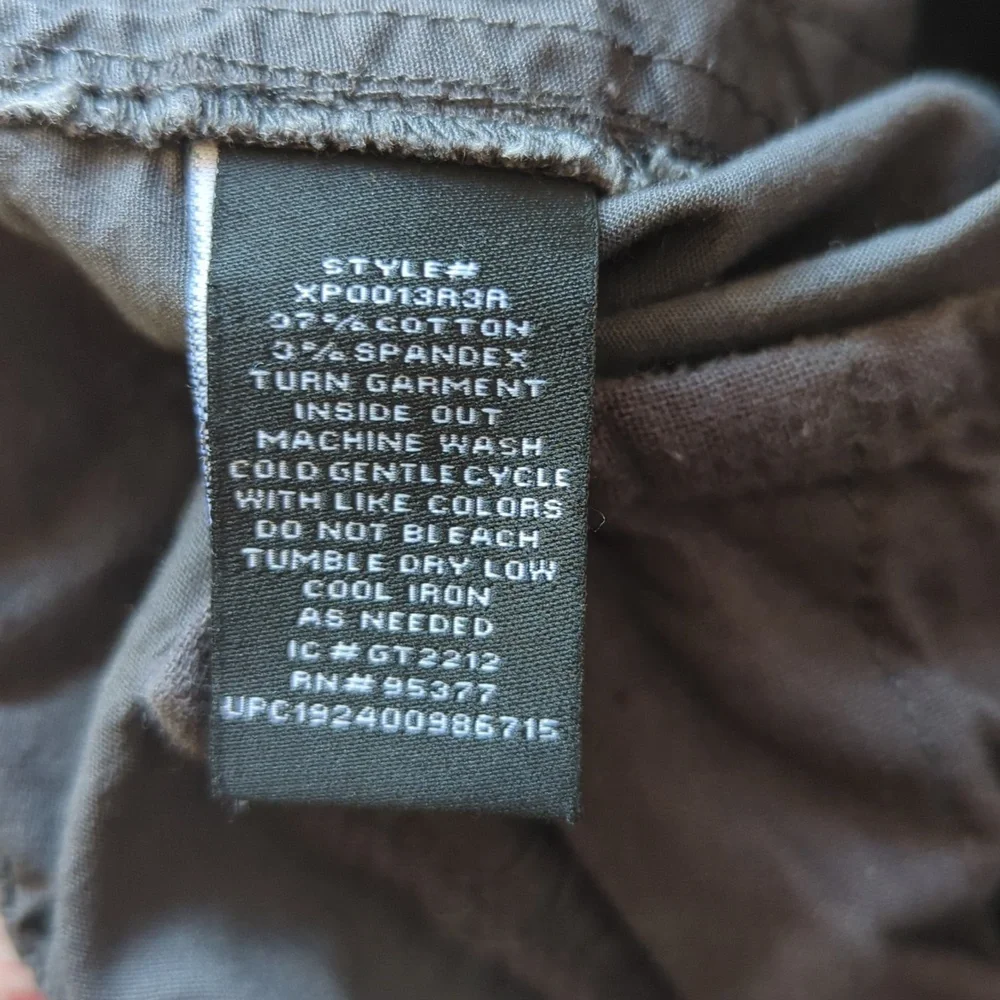 STYLE#
XP0013R3R
97% COTTON
3% SPANDEX
TURN GARMENT
INSIDE OUT
MACHINE WASH
COLD GENTLE CYCLE
WITH LIKE COLORS
DO NOT BLEACH
TUMBLE DRY LOW
COOL IRON
AS NEEDED
IC # GT2212
RN# 95377
UPC192400986715